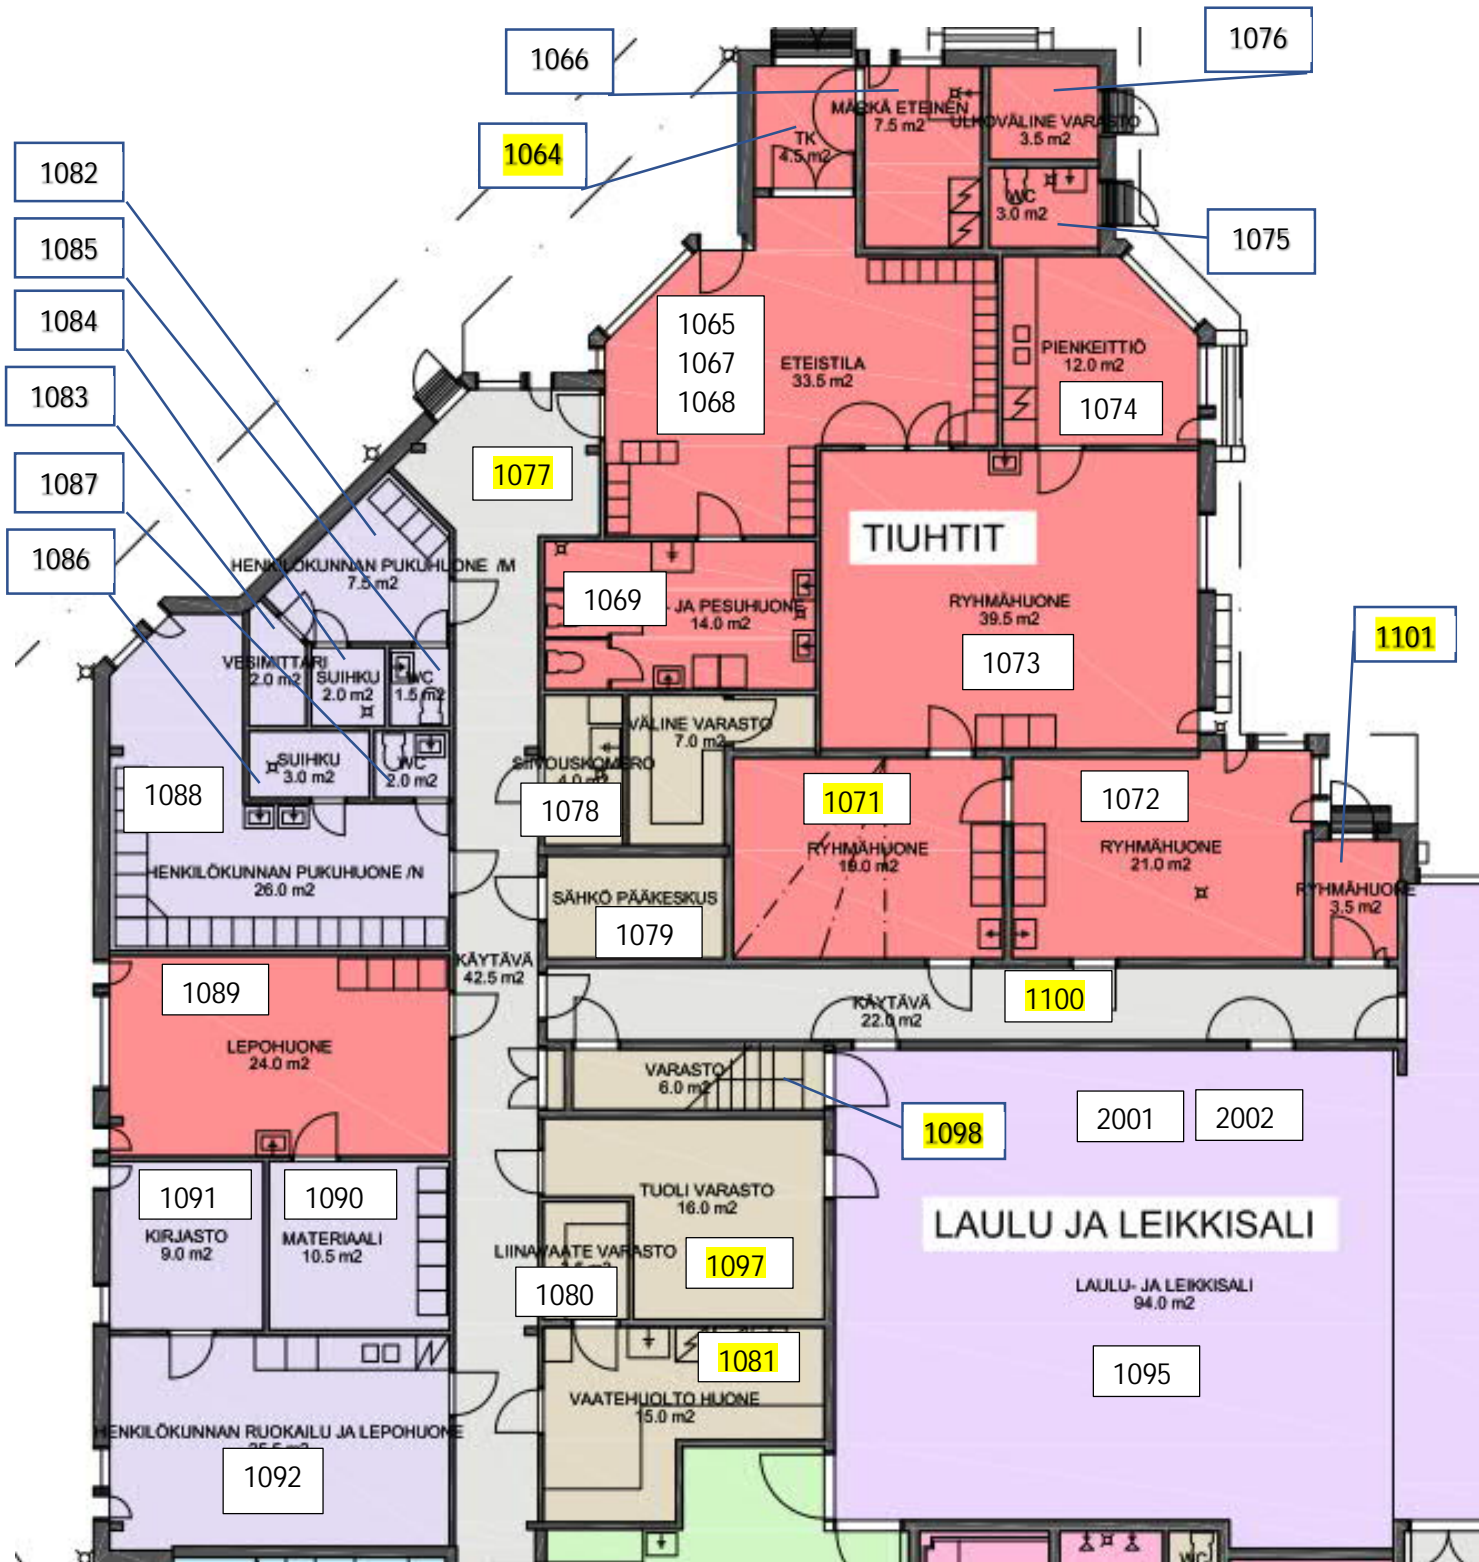 1066
1076
1064
MÄRKÄ ETEINEN
7.5 m2
ULKOVÄLINE VARASTO
3.5 m2
TK
4.5 m2
1082
WC
3.0 m2
1085
1075
1084
1065
1067
1068
ETEISTILA
33.5 m2
PIENKEITTIÖ
12.0 m2
1074
1083
1077
1087
TIUHTIT
1086
HENKILÖKUNNAN PUKUHUONE /M
7.5 m2
1069
JA PESUHUONE
14.0 m2
RYHMÄHUONE
39.5 m2
1073
1101
VESIMITTARI
2.0 m2
SUIHKU
2.0 m2
WC
1.5 m2
VÄLINE VARASTO
7.0 m2
SIIVOUSKOMERO
4.0 m2
SUIHKU
3.0 m2
WC
2.0 m2
1088
1078
1071
1072
RYHMÄHUONE
19.0 m2
RYHMÄHUONE
21.0 m2
HENKILÖKUNNAN PUKUHUONE /N
26.0 m2
SÄHKÖ PÄÄKESKUS
1079
RYHMÄHUONE
3.5 m2
KÄYTÄVÄ
42.5 m2
1089
1100
KÄYTÄVÄ
22.0 m2
LEPOHUONE
24.0 m2
VARASTO
6.0 m2
1098
2001
2002
1091
1090
TUOLI VARASTO
16.0 m2
KIRJASTO
9.0 m2
MATERIAALI
10.5 m2
LAULU JA LEIKKISALI
LIINAVAATE VARASTO
1097
1080
LAULU- JA LEIKKISALI
94.0 m2
1081
1095
VAATEHUOLTO HUONE
15.0 m2
HENKILÖKUNNAN RUOKAILU JA LEPOHUONE
1092
WC